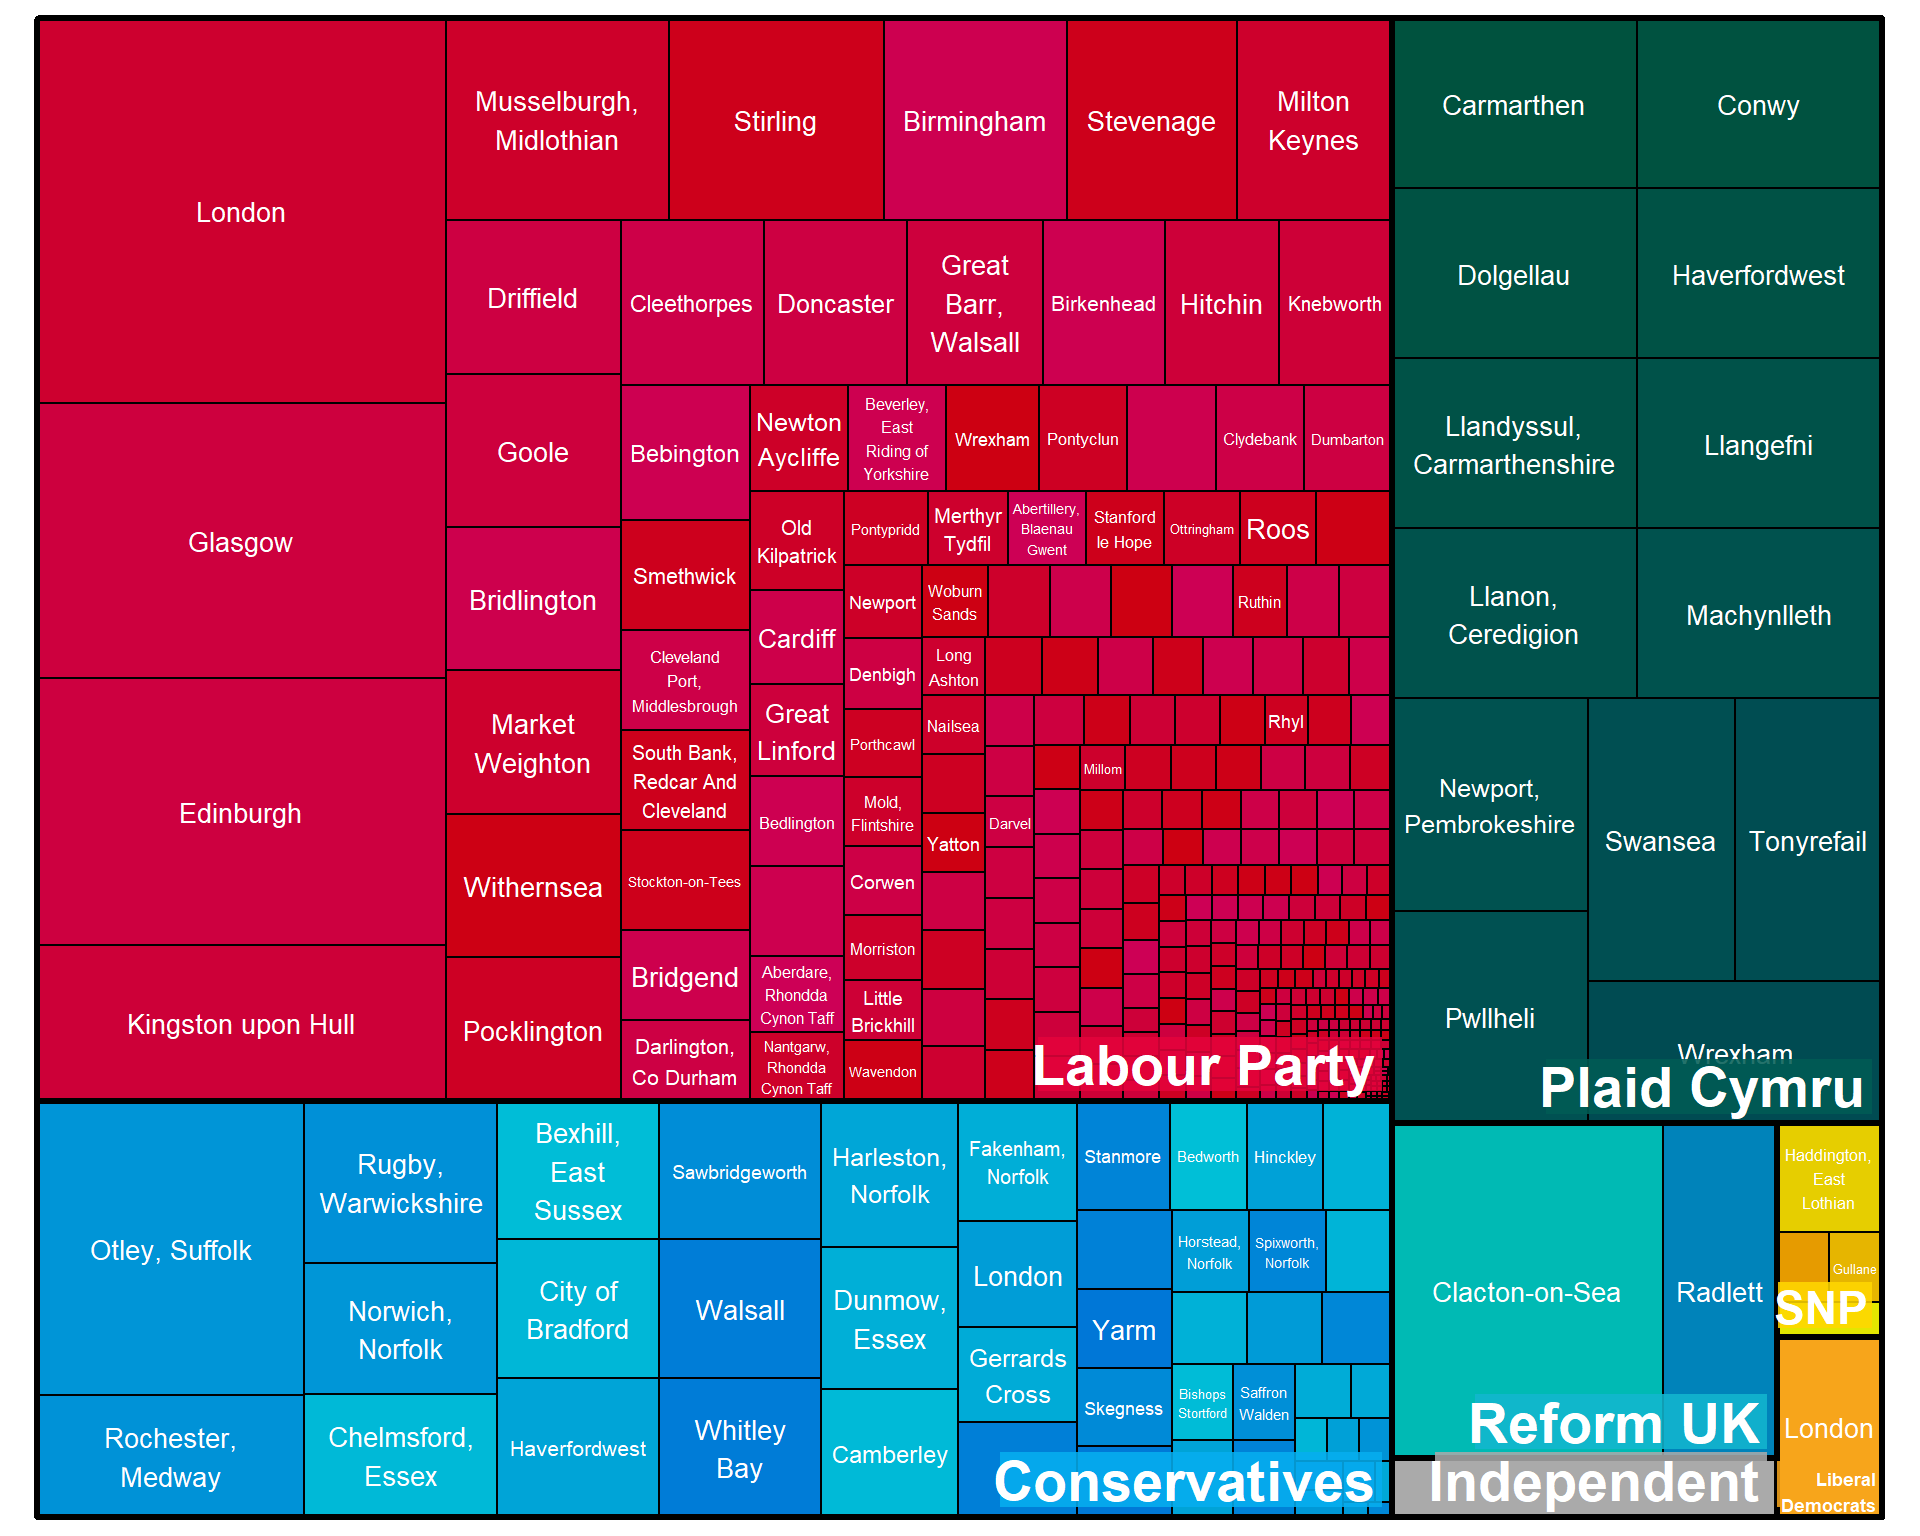 London
Glasgow
Edinburgh
Kingston upon Hull
Musselburgh,
Midlothian
Stirling
Birmingham
Stevenage
Milton
Keynes
Driffield
Goole
Bridlington
Market
Weighton
Withernsea
Pocklington
Cleethorpes
Doncaster
Great
Barr,
Walsall
Birkenhead
Hitchin
Knebworth
Bebington
Smethwick
Cleveland
Port,
Middlesbrough
South Bank,
Redcar And
Cleveland
Stockton-on-Tees
Bridgend
Darlington,
Co Durham
Newton
Aycliffe
Beverley,
East
Riding of
Yorkshire
Wrexham
Pontyclun
Clydebank
Dumbarton
Old
Kilpatrick
Cardiff
Great
Linford
Bedlington
Aberdare,
Rhondda
Cynon Taff
Nantgarw,
Rhondda
Cynon Taff
Pontypridd
Merthyr
Tydfil
Abertillery,
Blaenau
Gwent
Stanford
le Hope
Ottringham
Roos
Newport
Denbigh
Porthcawl
Mold,
Flintshire
Corwen
Morriston
Little
Brickhill
Wavendon
Woburn
Sands
Ruthin
Long
Ashton
Nailsea
Yatton
Rhyl
Millom
Darvel
Labour Party
Carmarthen
Conwy
Dolgellau
Haverfordwest
Llandyssul,
Carmarthenshire
Llangefni
Llanon,
Ceredigion
Machynlleth
Newport,
Pembrokeshire
Swansea
Tonyrefail
Pwllheli
Wrexham
Plaid Cymru
Otley, Suffolk
Rochester,
Medway
Rugby,
Warwickshire
Norwich,
Norfolk
Chelmsford,
Essex
Bexhill,
East
Sussex
City of
Bradford
Haverfordwest
Sawbridgeworth
Walsall
Whitley
Bay
Harleston,
Norfolk
Dunmow,
Essex
Camberley
Fakenham,
Norfolk
London
Gerrards
Cross
Stanmore
Yarm
Skegness
Bedworth
Hinckley
Horstead,
Norfolk
Spixworth,
Norfolk
Bishops
Stortford
Saffron
Walden
Conservatives
Clacton-on-Sea
Radlett
Reform UK
Independent
Haddington,
East
Lothian
Gullane
SNP
London
Liberal
Democrats